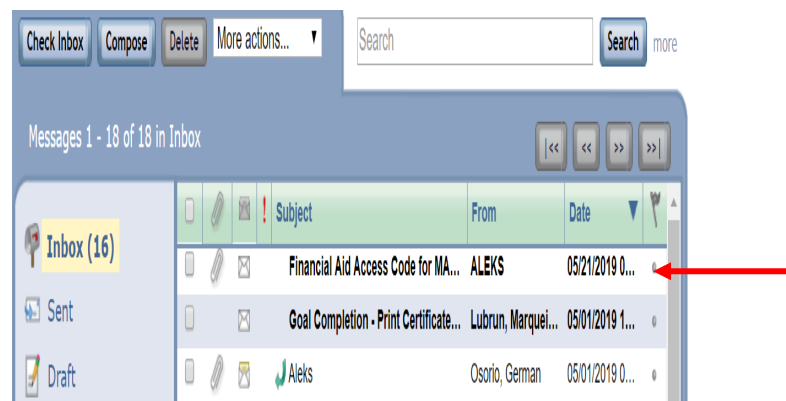 Check Inbox Compose Delete More actions... Search Search more
Messages 1 - 18 of 18 in Inbox |<< << >> >>|
! Subject From Date
Inbox (16)
Financial Aid Access Code for MA... ALEKS 05/21/2019 0...
Sent
Goal Completion - Print Certificate... Lubrun, Marquei... 05/01/2019 1...
Draft
Aleks Osorio, German 05/01/2019 0...